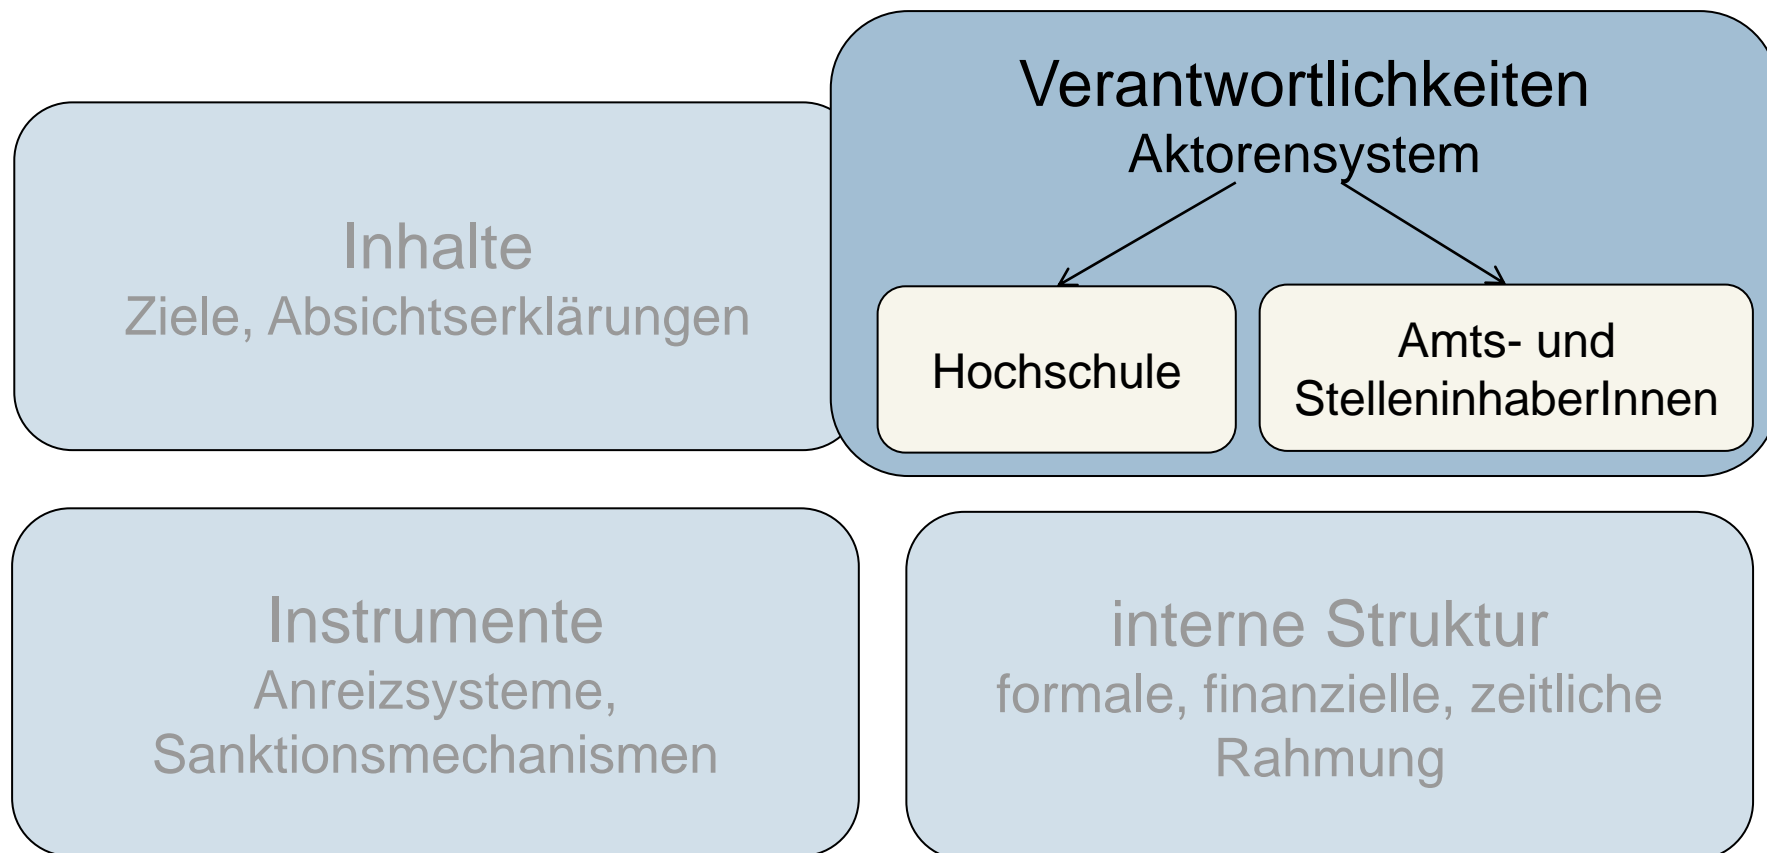 Inhalte
Ziele, Absichtserklärungen
Verantwortlichkeiten
Aktorensystem
Hochschule
Amts- und
StelleninhaberInnen
Instrumente
Anreizsysteme,
Sanktionsmechanismen
interne Struktur
formale, finanzielle, zeitliche
Rahmung